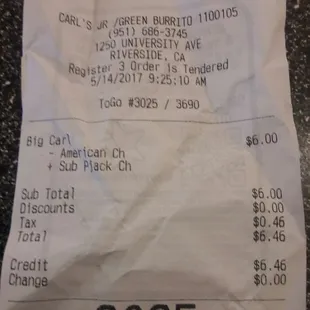 CARL'S JR /GREEN BURRITO 1100105
(951) 686-3745
1250 UNIVERSITY AVE
RIVERSIDE, CA
Register 3 Order Is Tendered
5/14/2017 9:25:10 AM
ToGo #3025 / 3690
Big Carl $6.00
- American Ch
+ Sub Pjack Ch
Sub Total $6.00
Discounts $0.00
Tax $0.46
Total $6.46
Credit $6.46
Change $0.00